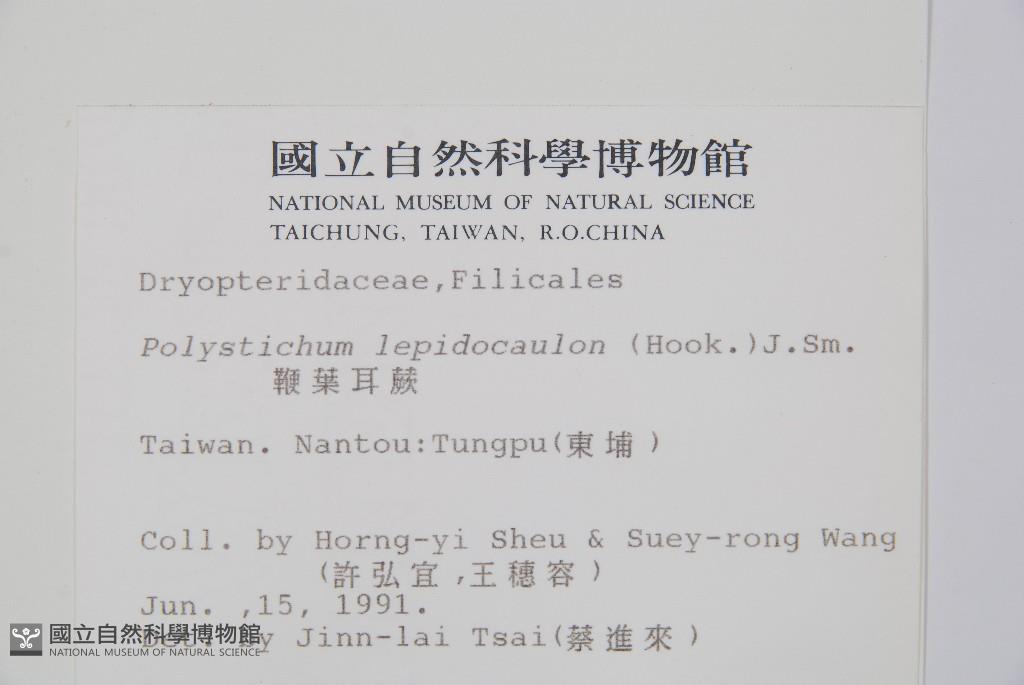 國立自然科學博物館
NATIONAL MUSEUM OF NATURAL SCIENCE
TAICHUNG, TAIWAN, R.O.CHINA
Dryopteridaceae,Filicales
Polystichum lepidocaulon (Hook.)J.Sm.
鞭葉耳蕨
Taiwan. Nantou:Tungpu(東埔)
Coll. by Horng-yi Sheu & Suey-rong Wang
(許弘宜,王穗容)
Jun. ,15, 1991.
Det. by Jinn-lai Tsai(蔡進來)
國立自然科學博物館
NATIONAL MUSEUM OF NATURAL SCIENCE